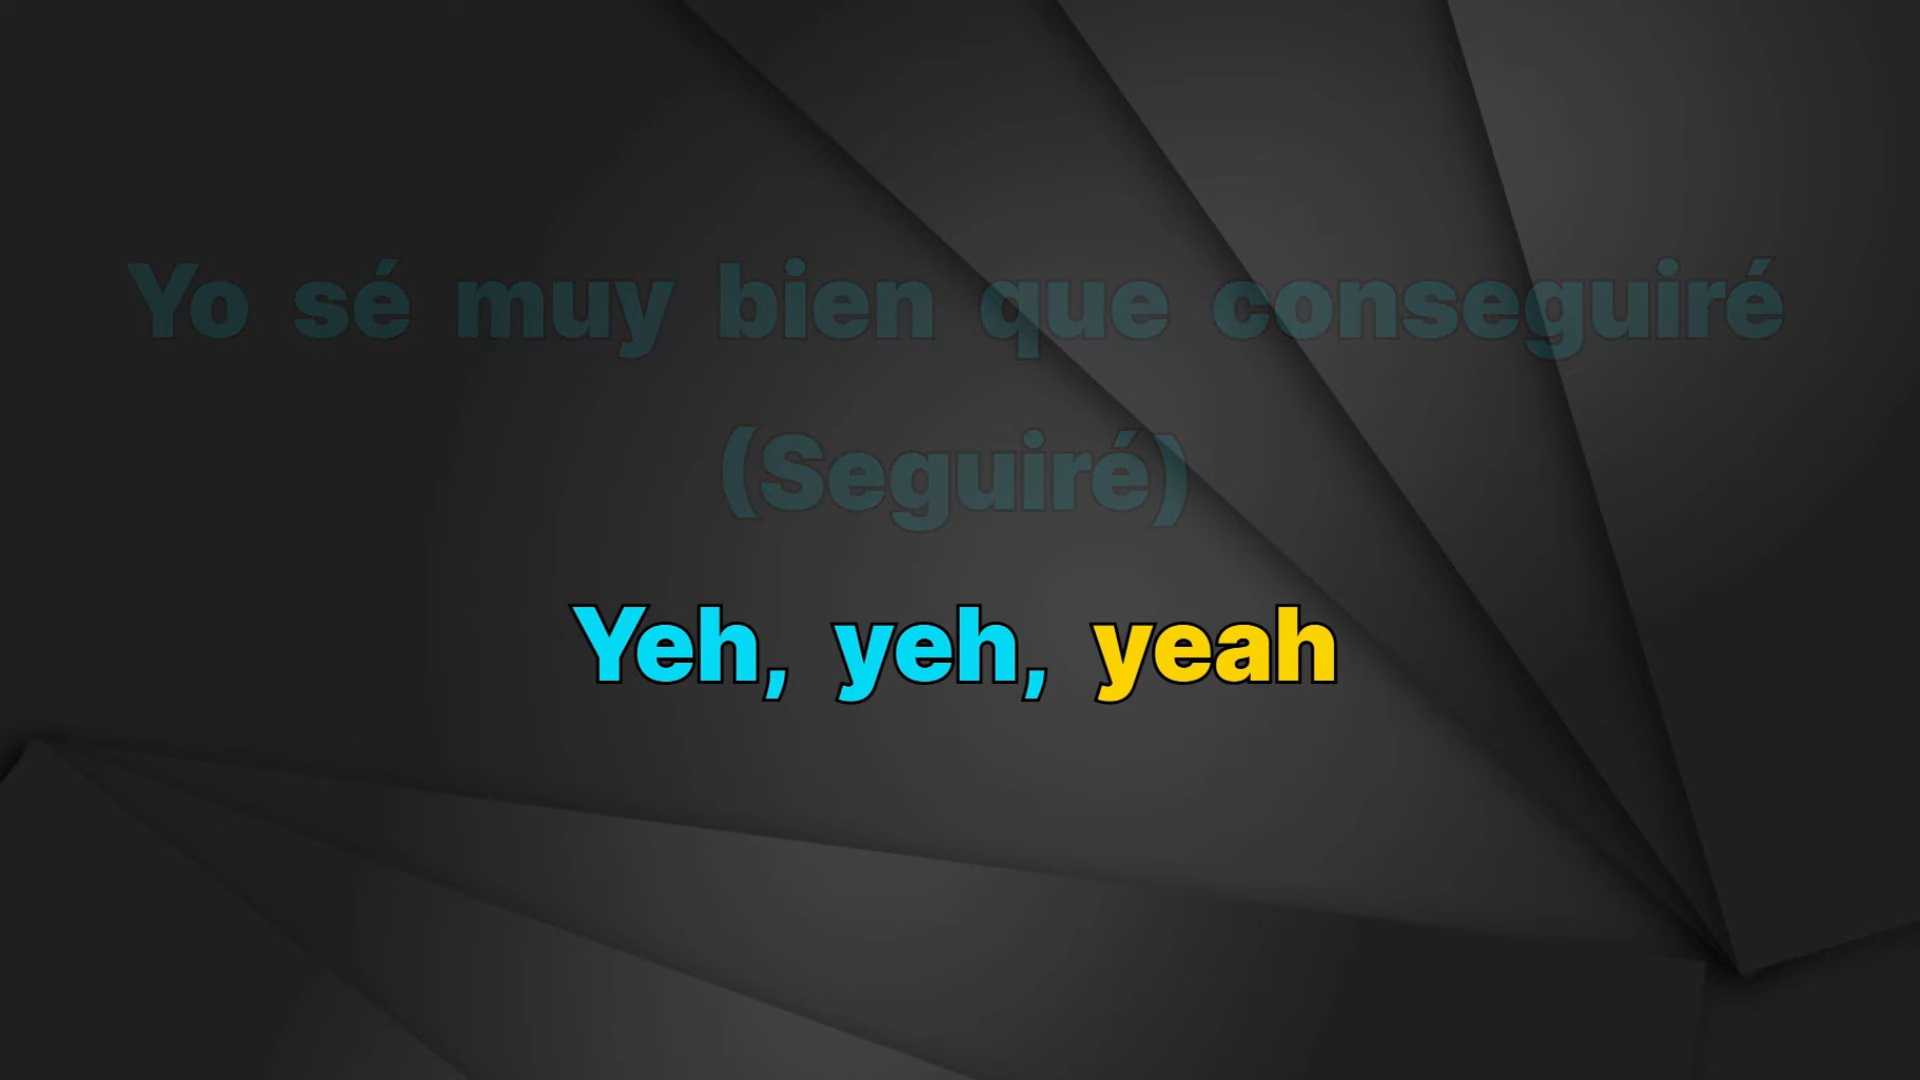 Yo sé muy bien que conseguiré
(Seguiré)
Yeh, yeh, yeah